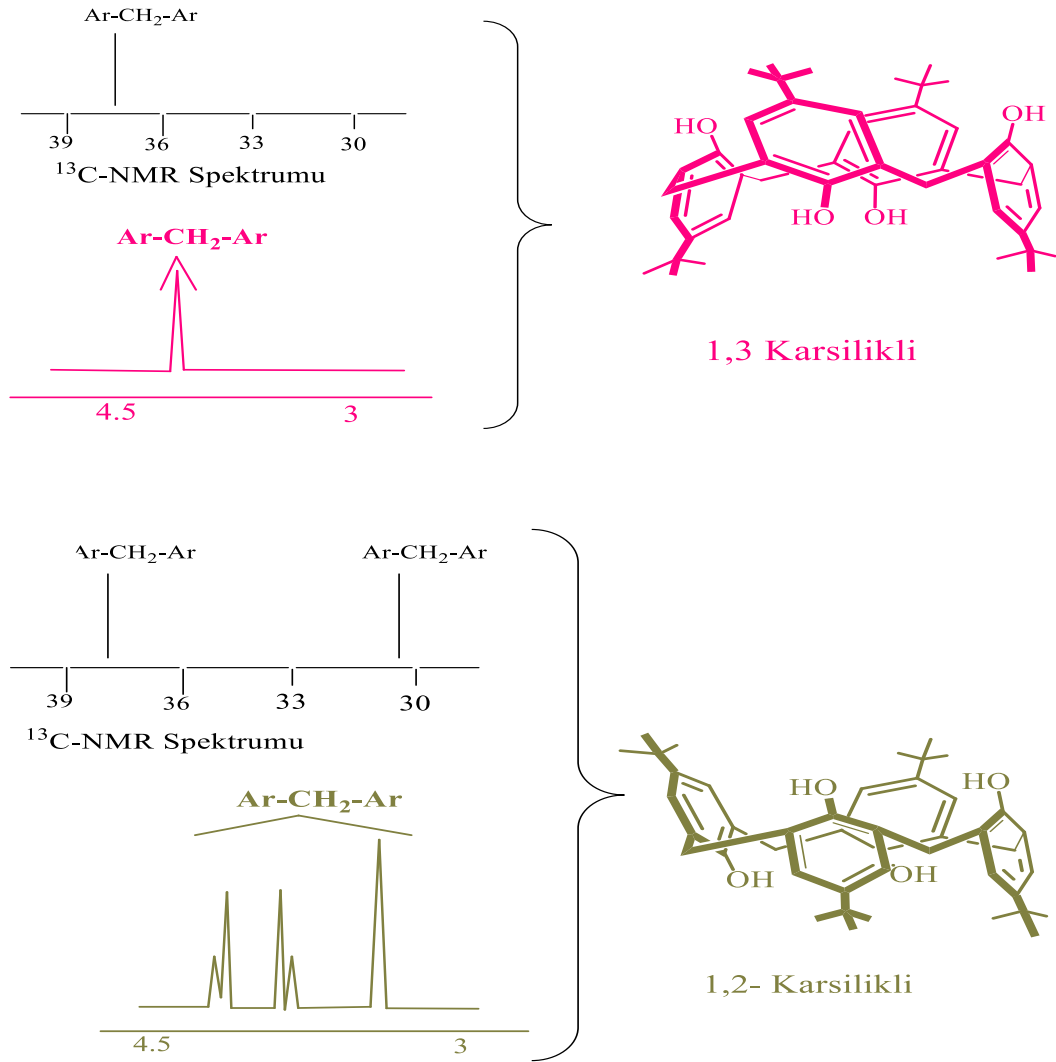 Ar-CH2-Ar
39 36 33 30
13C-NMR Spektrumu
Ar-CH2-Ar
4.5 3
HO OH
HO OH
1,3 Karsilikli
Ar-CH2-Ar Ar-CH2-Ar
39 36 33 30
13C-NMR Spektrumu
Ar-CH2-Ar
4.5 3
HO HO
OH OH
1,2- Karsilikli